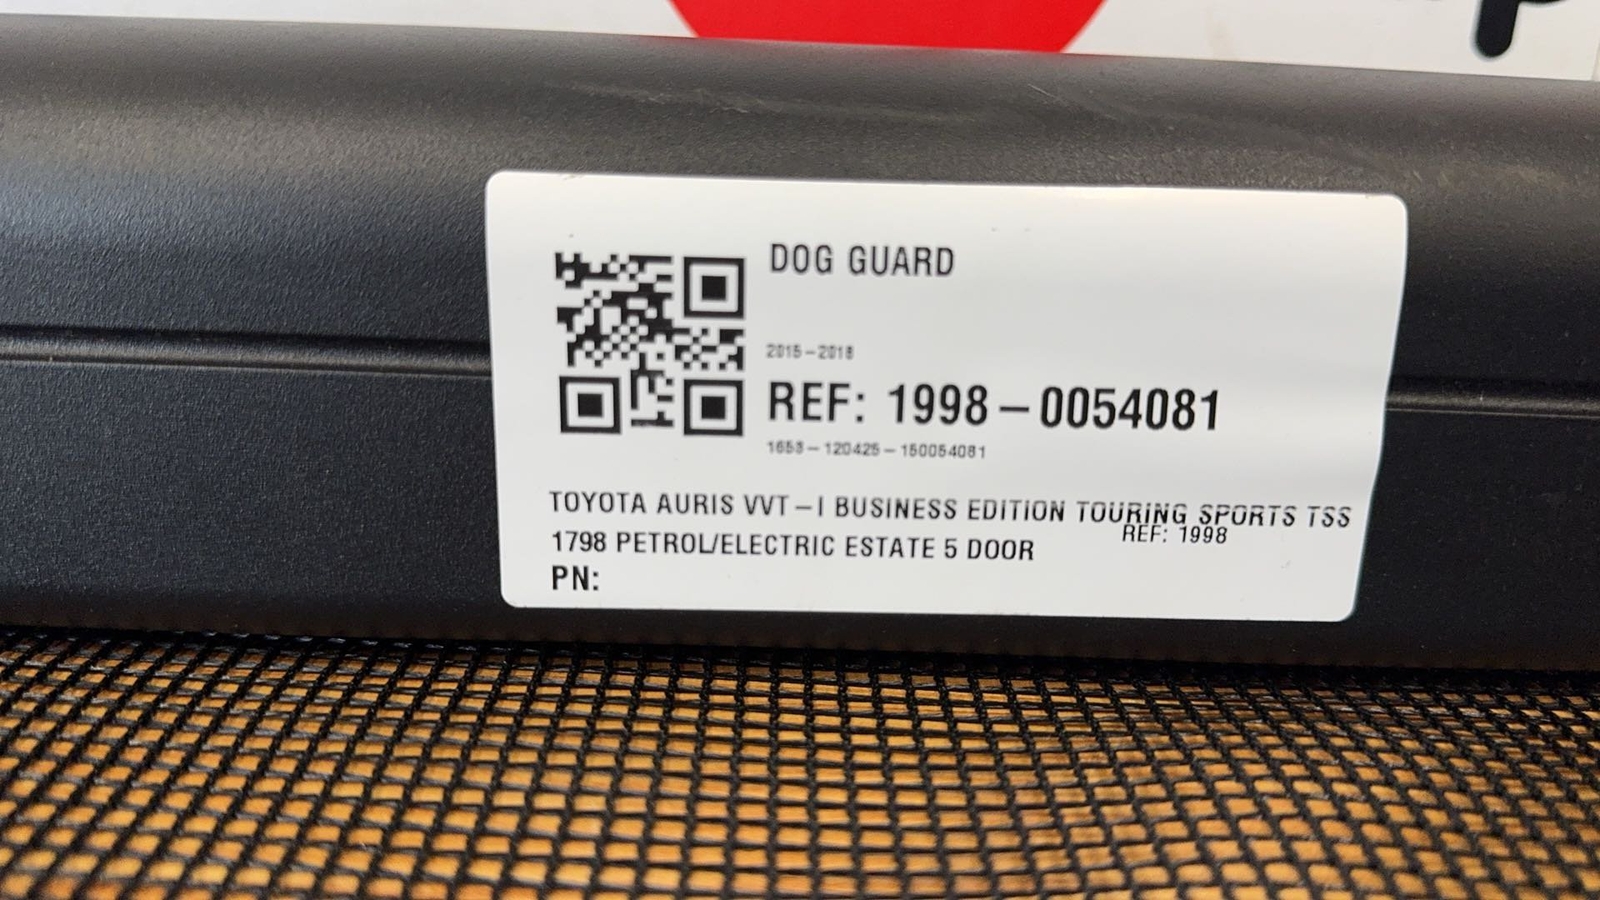 DOG GUARD
2015-2018
REF: 1998-0054081
1653-120425-150054081
TOYOTA AURIS VVT-I BUSINESS EDITION TOURING SPORTS TSS
REF: 1998
1798 PETROL/ELECTRIC ESTATE 5 DOOR
PN: